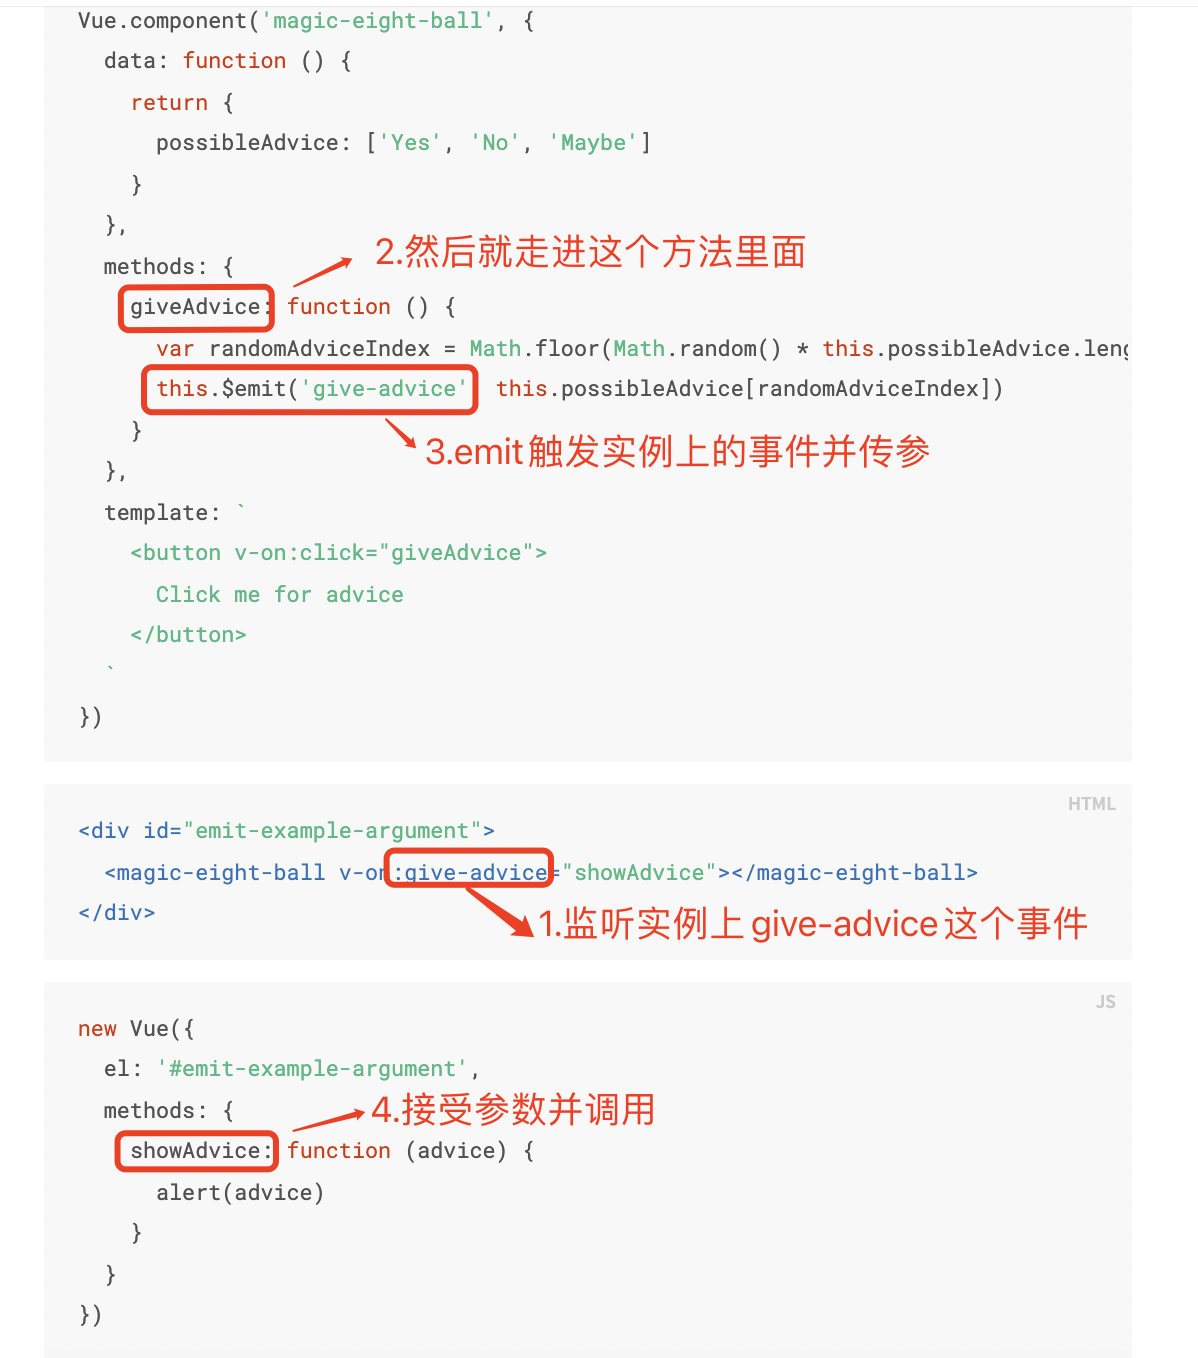 Vue.component('magic-eight-ball', {
data: function () {
return {
possibleAdvice: ['Yes', 'No', 'Maybe']
}
},
2.然后就走进这个方法里面
methods: {
giveAdvice: function () {
var randomAdviceIndex = Math.floor(Math.random() * this.possibleAdvice.leng
this.$emit('give-advice' this.possibleAdvice[randomAdviceIndex])
}
3.emit触发实例上的事件并传参
},
template: `
<button v-on:click="giveAdvice">
Click me for advice
</button>
`
})
HTML
<div id="emit-example-argument">
<magic-eight-ball v-on:give-advice="showAdvice"></magic-eight-ball>
</div>
1.监听实例上give-advice这个事件
JS
new Vue({
el: '#emit-example-argument',
methods: {
4.接受参数并调用
showAdvice: function (advice) {
alert(advice)
}
}
})